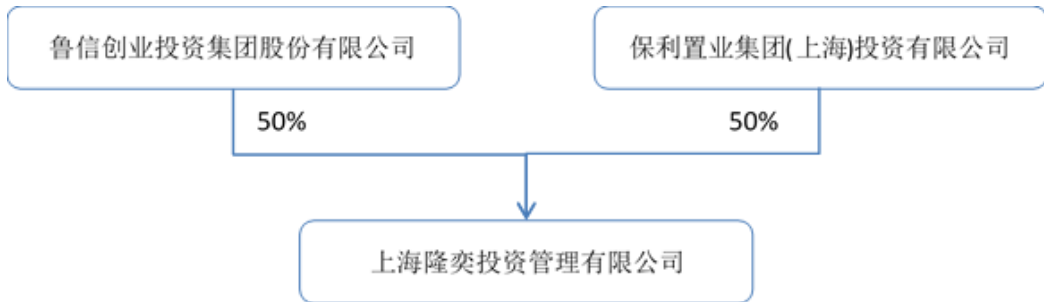 鲁信创业投资集团股份有限公司
保利置业集团(上海)投资有限公司
50%
50%
上海隆奕投资管理有限公司